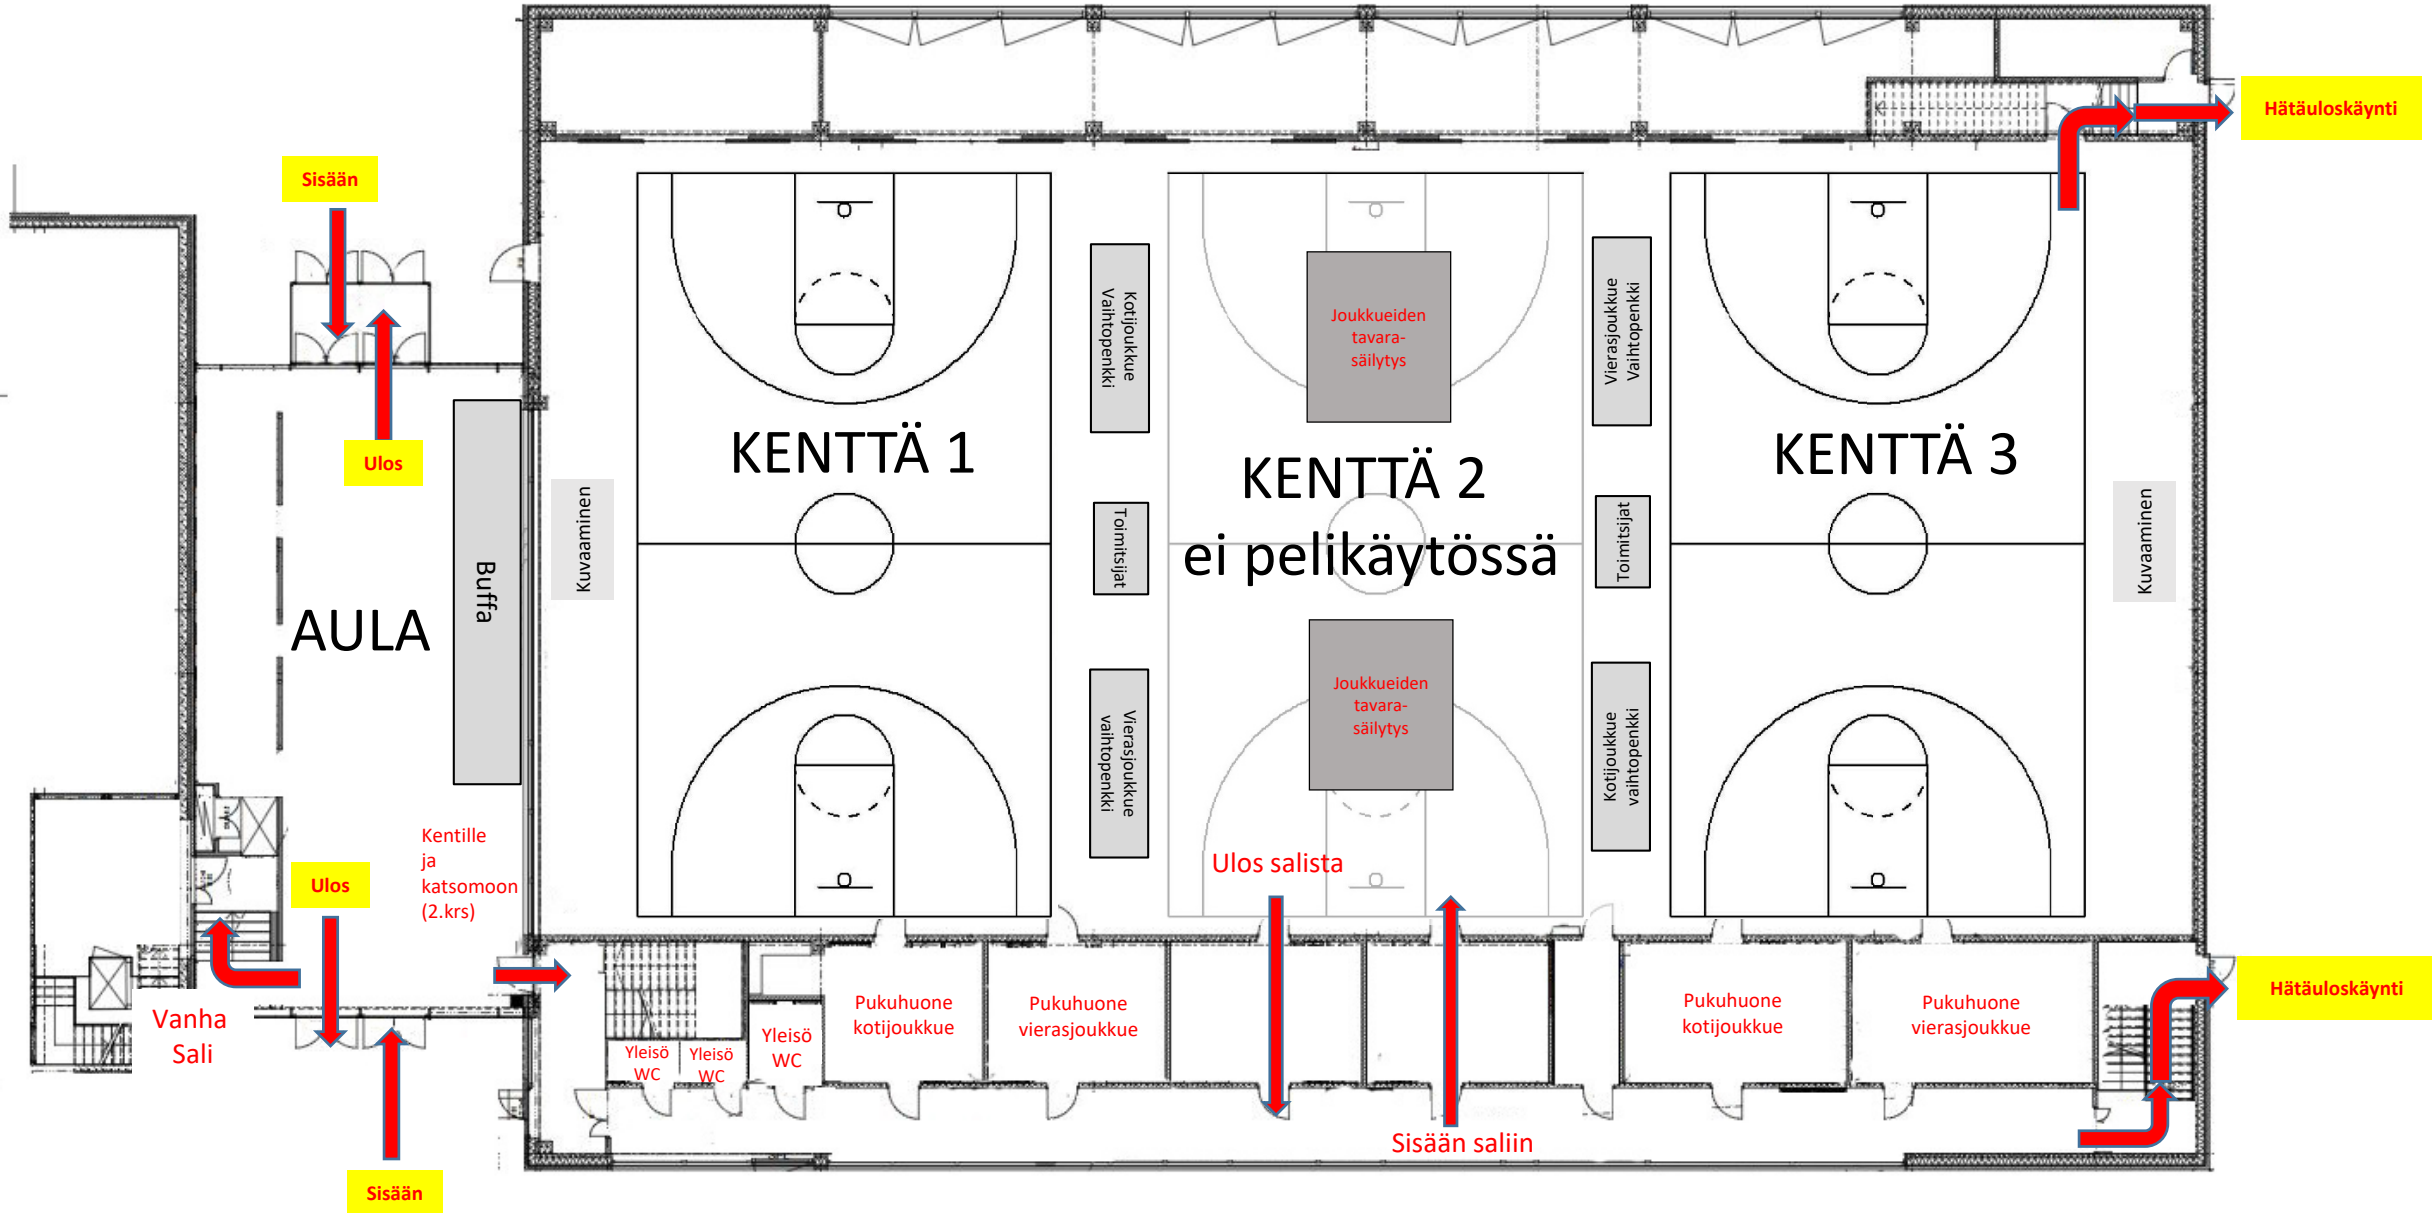 Hätäuloskäynti
Sisään
Ulos
Kotijoukkue
Vaihtopenkki
Joukkueiden
tavara-
säilytys
Vierasjoukkue
Vaihtopenkki
KENTTÄ 1
KENTTÄ 2
ei pelikäytössä
KENTTÄ 3
Kuvaaminen
Toimitsijat
Toimitsijat
Kuvaaminen
Buffa
AULA
Vierasjoukkue
vaihtopenkki
Joukkueiden
tavara-
säilytys
Kotijoukkue
vaihtopenkki
Kentille
ja
katsomoon
(2.krs)
Ulos
Ulos salista
Vanha
Sali
Yleisö
WC
Yleisö
WC
Yleisö
WC
Pukuhuone
kotijoukkue
Pukuhuone
vierasjoukkue
Pukuhuone
kotijoukkue
Pukuhuone
vierasjoukkue
Hätäuloskäynti
Sisään saliin
Sisään